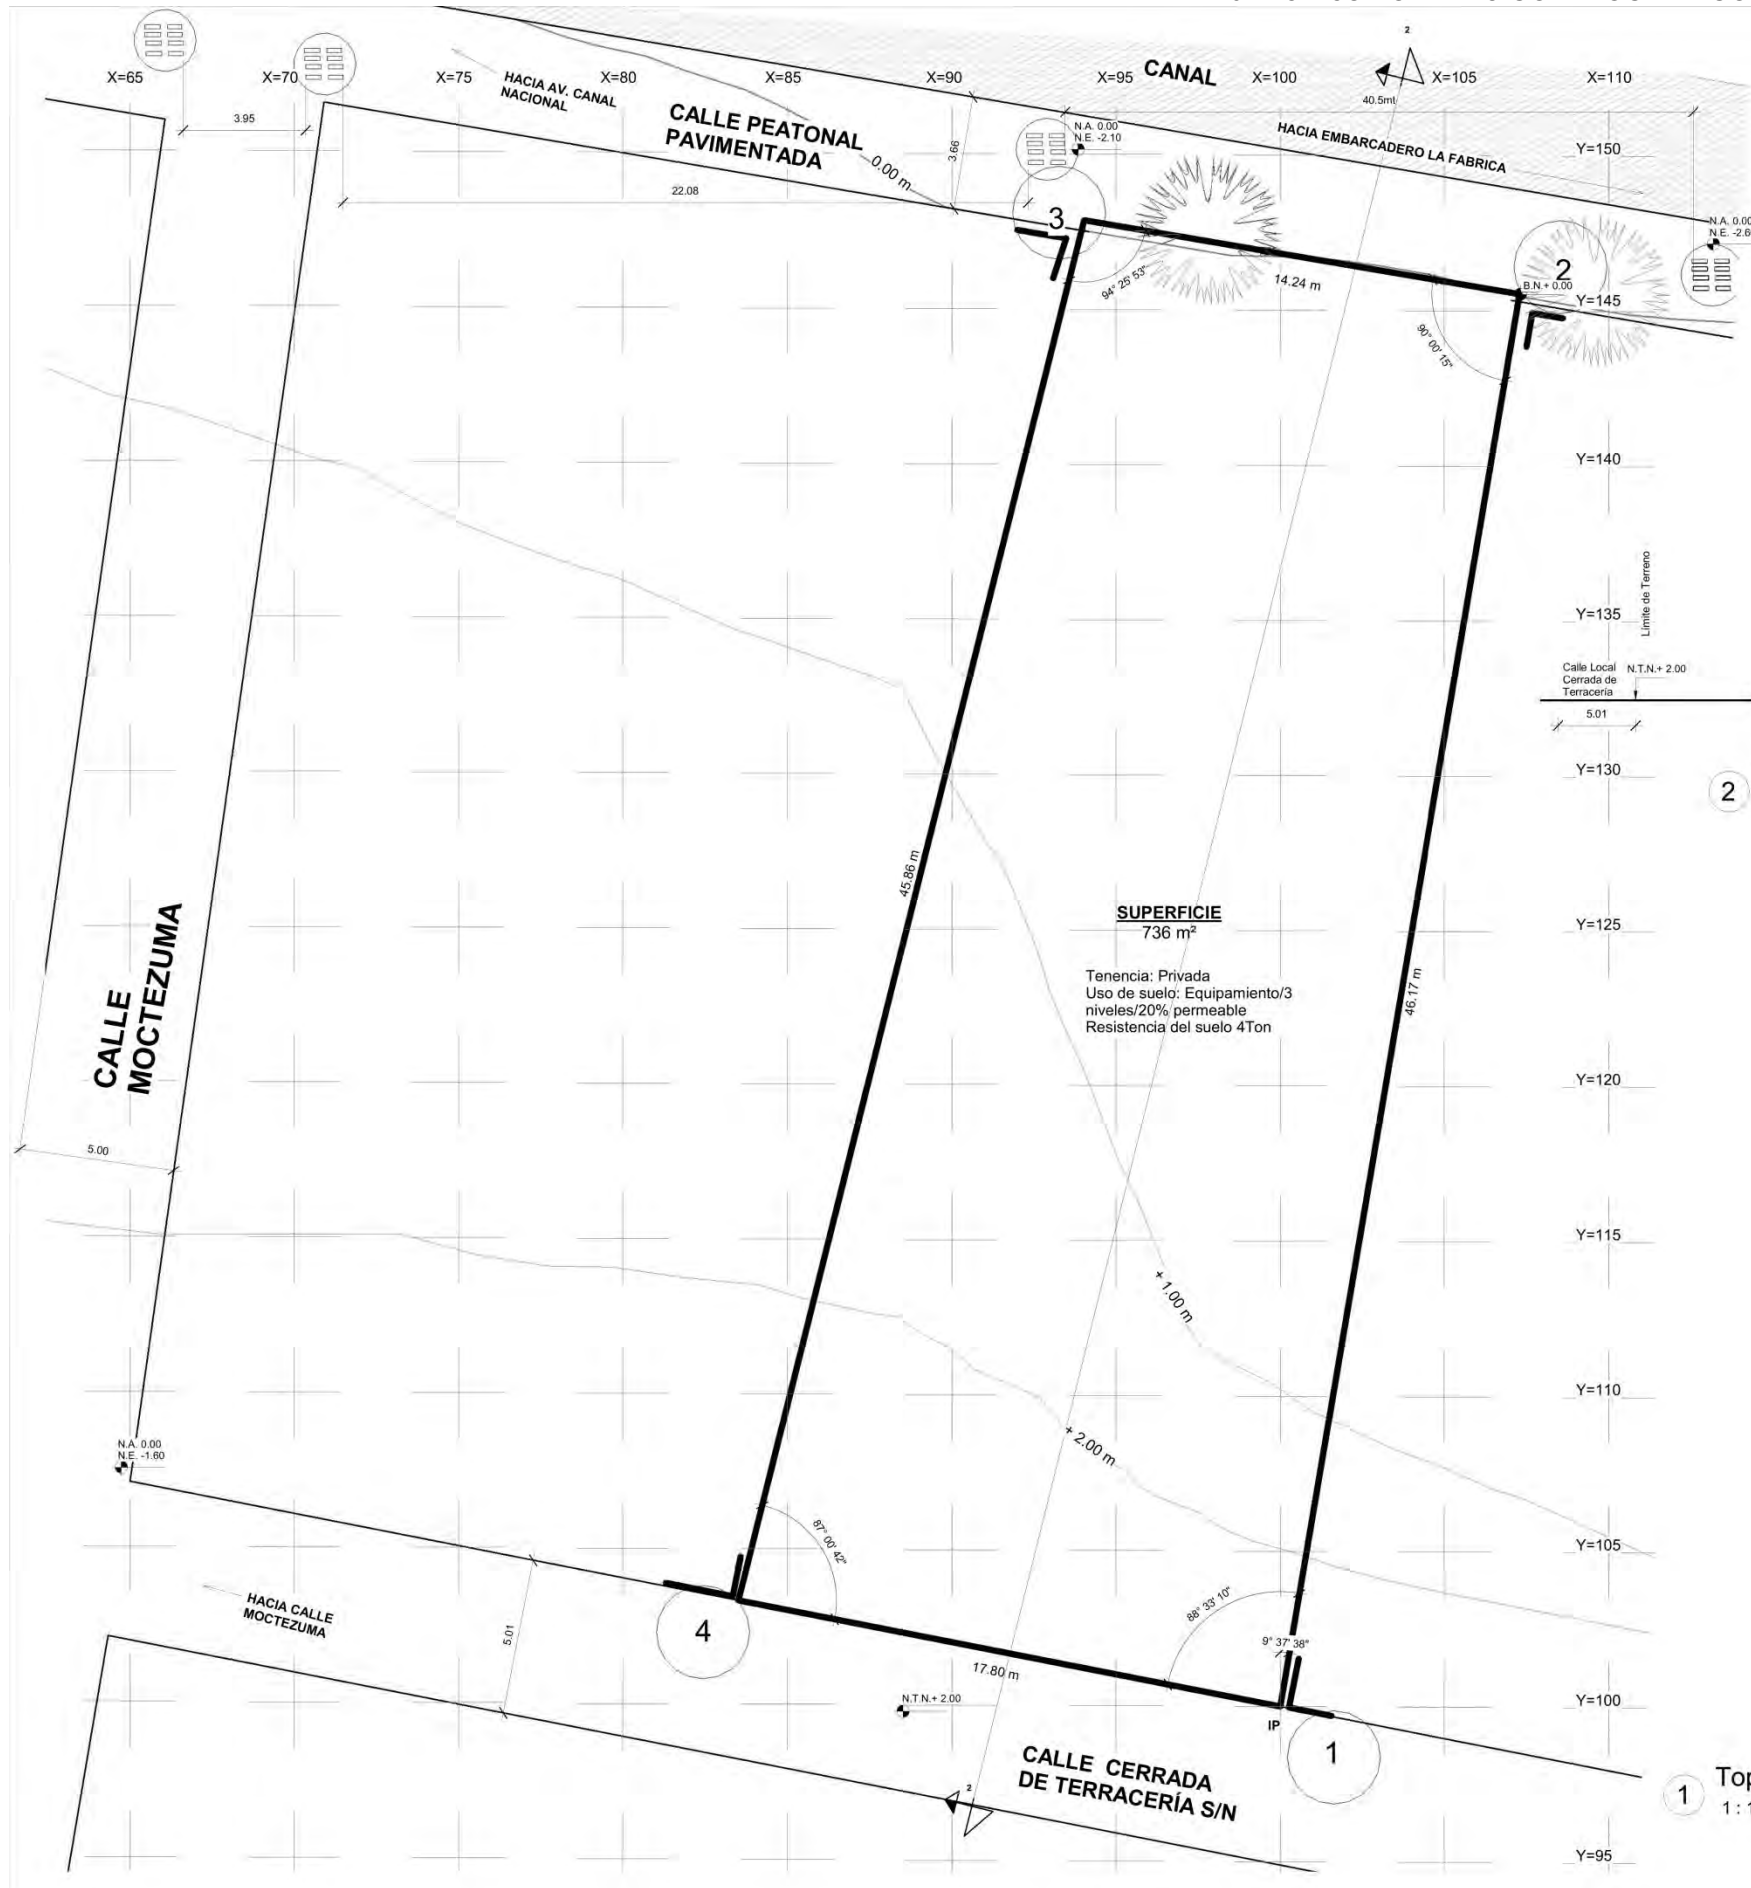 2
X=65
X=70
X=75
X=80
X=85
X=90
X=95
X=100
X=105
X=110
CANAL
HACIA AV. CANAL
NACIONAL
40.5mt
3.95
CALLE PEATONAL
PAVIMENTADA
0.00 m
3.66
N.A. 0.00
N.E. -2.10
HACIA EMBARCADERO LA FABRICA
Y=150
22.08
3
N.A. 0.00
2
94° 25' 53"
14.24 m
B.N.+ 0.00
Y=145
90° 00' 15"
Y=140
Limite de Terreno
Y=135
Calle Local
Cerrada de
Terracería
N.T.N.+ 2.00
5.01
Y=130
2
45.86 m
SUPERFICIE
736 m²
Y=125
CALLE
MOCTEZUMA
Tenencia: Privada
Uso de suelo: Equipamiento/3
niveles/20% permeable
Resistencia del suelo 4Ton
46.17 m
Y=120
5.00
Y=115
+ 1.00 m
Y=110
+ 2.00 m
N.A. 0.00
N.E. -1.60
87° 00' 42"
Y=105
HACIA CALLE
MOCTEZUMA
5.01
4
88° 33' 10"
9° 37' 38"
17.80 m
N.T.N.+ 2.00
Y=100
IP
1
CALLE CERRADA
DE TERRACERÍA S/N
2
1
Top
1 : 1
Y=95